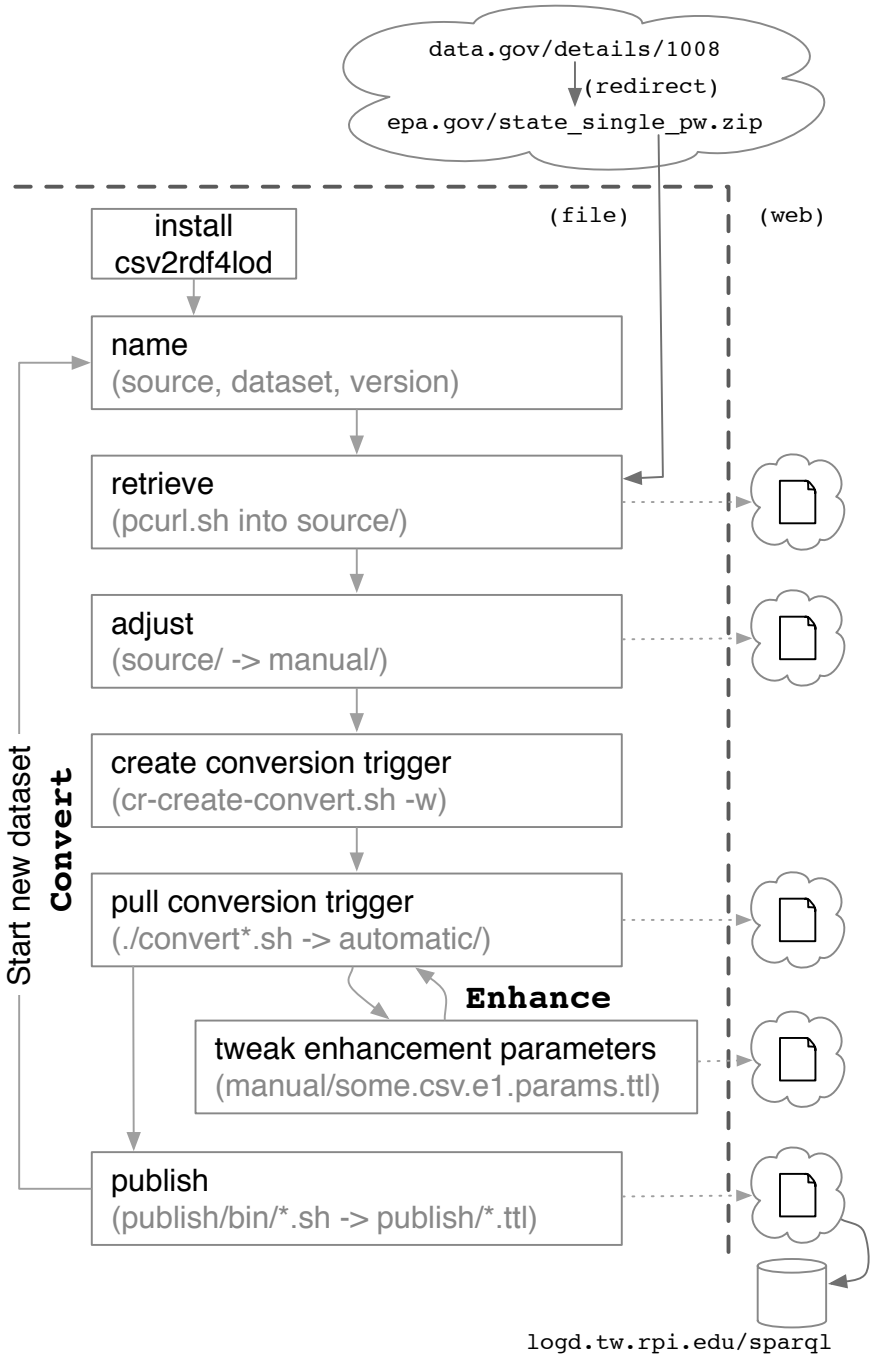 data.gov/details/1008
(redirect)
epa.gov/state_single_pw.zip
(file)
(web)
install
csv2rdf4lod
name
(source, dataset, version)
retrieve
(pcurl.sh into source/)
adjust
(source/ -> manual/)
create conversion trigger
(cr-create-convert.sh -w)
Start new dataset
Convert
pull conversion trigger
(./convert*.sh -> automatic/)
Enhance
tweak enhancement parameters
(manual/some.csv.e1.params.ttl)
publish
(publish/bin/*.sh -> publish/*.ttl)
logd.tw.rpi.edu/sparql